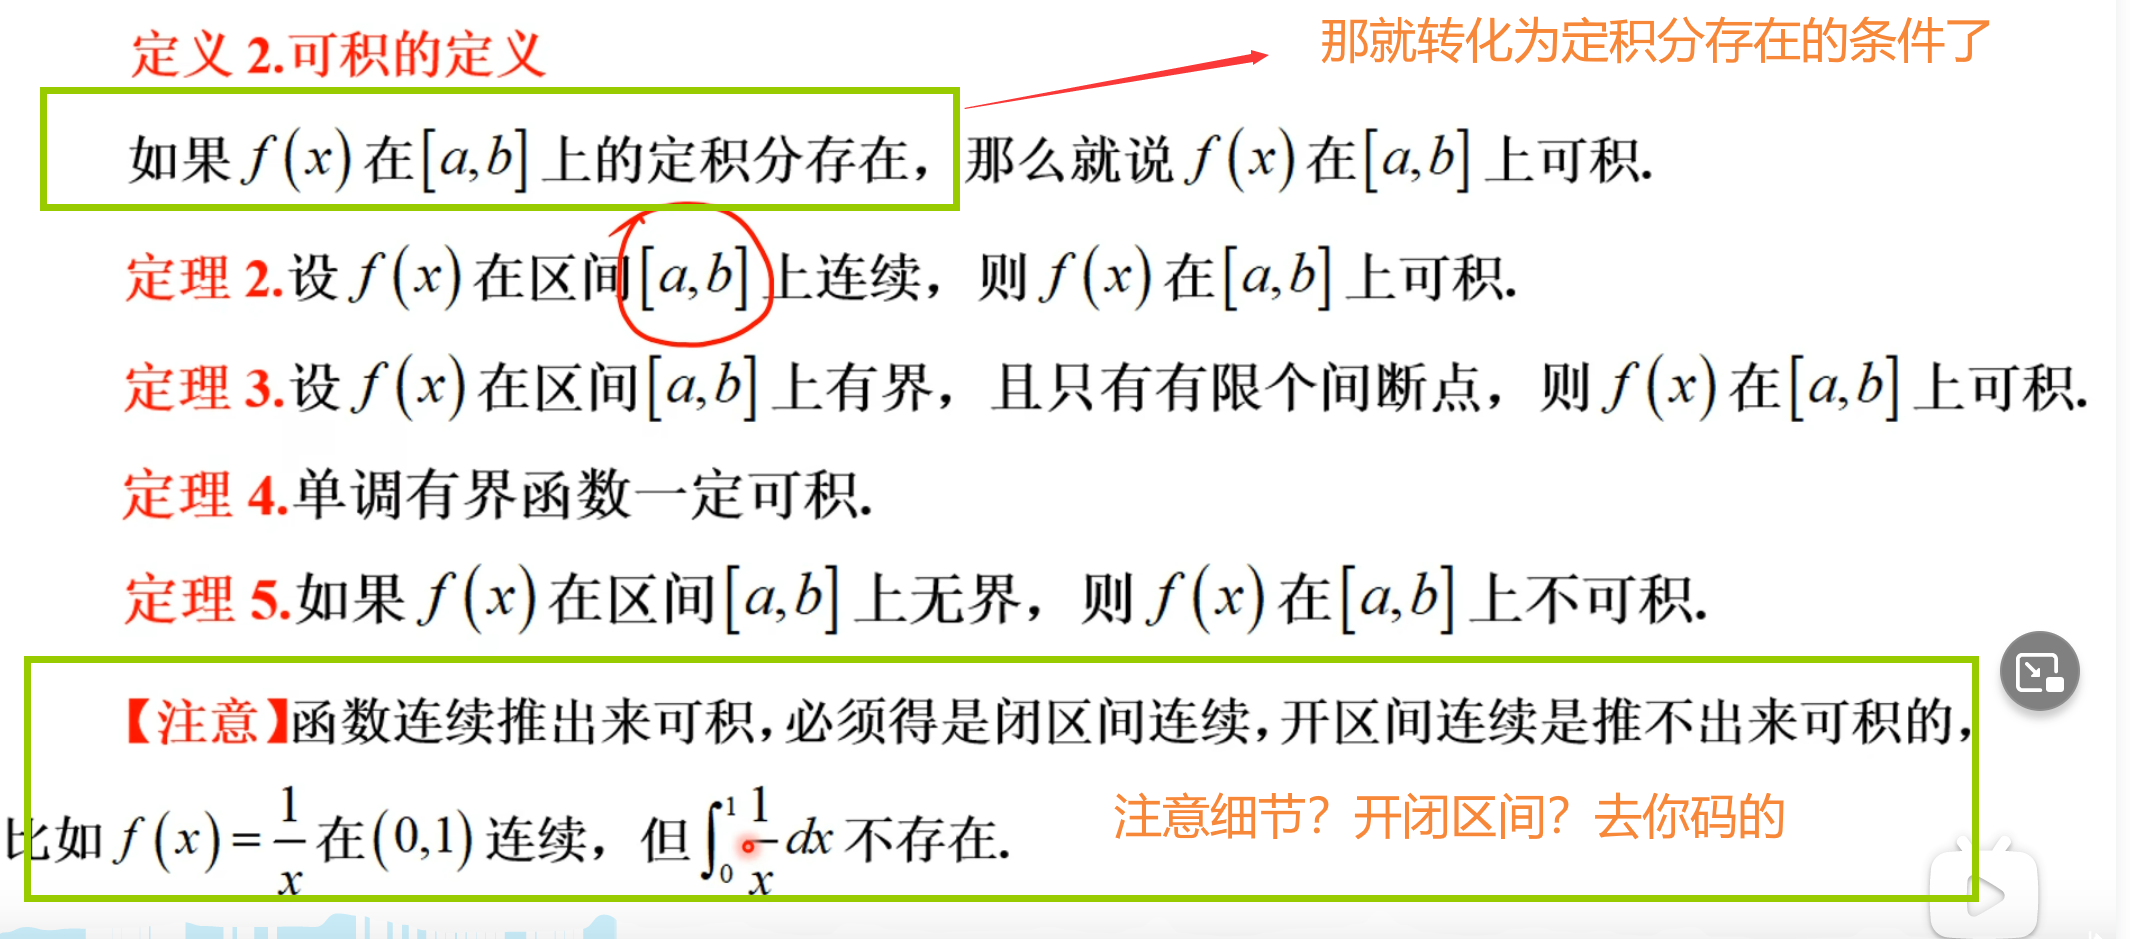 定义 2.可积的定义
那就转化为定积分存在的条件了
如果 f(x) 在[a,b] 上的定积分存在，那么就说 f(x) 在[a,b] 上可积.
定理 2.设 f(x) 在区间[a,b] 上连续，则 f(x) 在[a,b] 上可积.
定理 3.设 f(x) 在区间[a,b] 上有界，且只有有限个间断点，则 f(x) 在[a,b] 上可积.
定理 4.单调有界函数一定可积.
定理 5.如果 f(x) 在区间[a,b] 上无界，则 f(x) 在[a,b] 上不可积.
【注意】函数连续推出来可积,必须得是闭区间连续,开区间连续是推不出来可积的,
比如 f(x) = 1/x 在(0,1) 连续，但 ∫₀¹ 1/x dx 不存在.
注意细节？开闭区间？去你码的